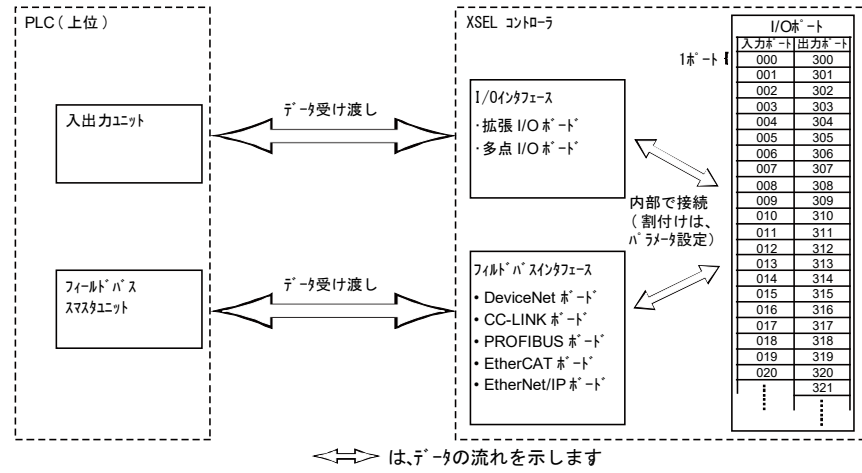 PLC(上位)
入出力ユニット
フィールドバス
スマスタユニット
データ受け渡し
データ受け渡し
XSEL コントローラ
I/Oインタフェース
・拡張 I/O ボード
・多点 I/O ボード
フィルドバスインタフェース
• DeviceNet ボード
• CC-LINK ボード
• PROFIBUS ボード
• EtherCAT ボード
• EtherNet/IP ボード
内部で接続
(割付けは、
パラメータ設定)
1ポート {
I/Oポート
入力ポート 出力ポート
000 300
001 301
002 302
003 303
004 304
005 305
006 306
007 307
008 308
009 309
010 310
011 311
012 312
013 313
014 314
015 315
016 316
017 317
018 318
019 319
020 320
321
は、データの流れを示します